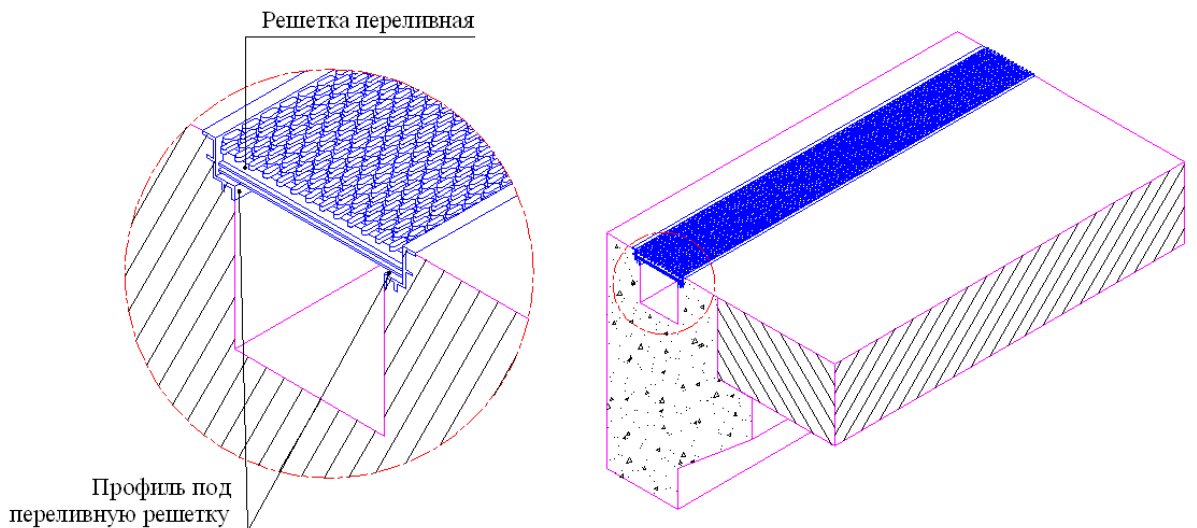 Решетка переливная
Профиль под
переливную решетку